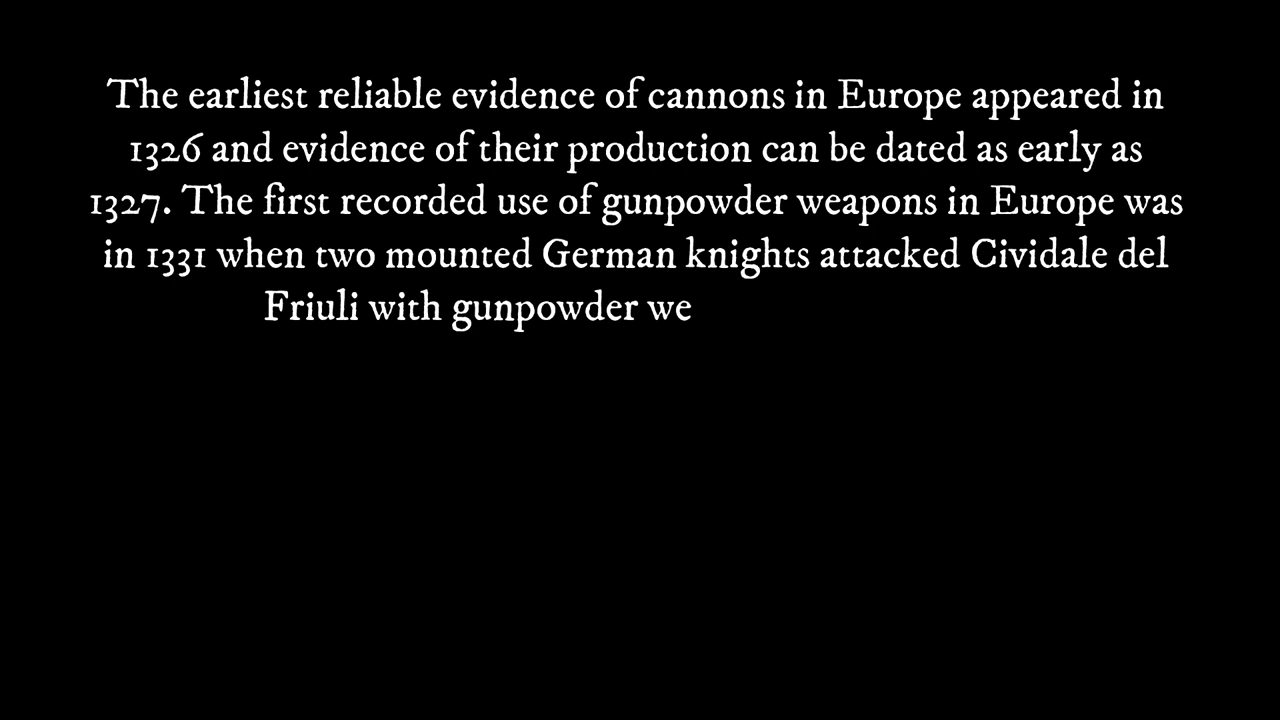 The earliest reliable evidence of cannons in Europe appeared in
1326 and evidence of their production can be dated as early as
1327. The first recorded use of gunpowder weapons in Europe was
in 1331 when two mounted German knights attacked Cividale del
Friuli with gunpowder we